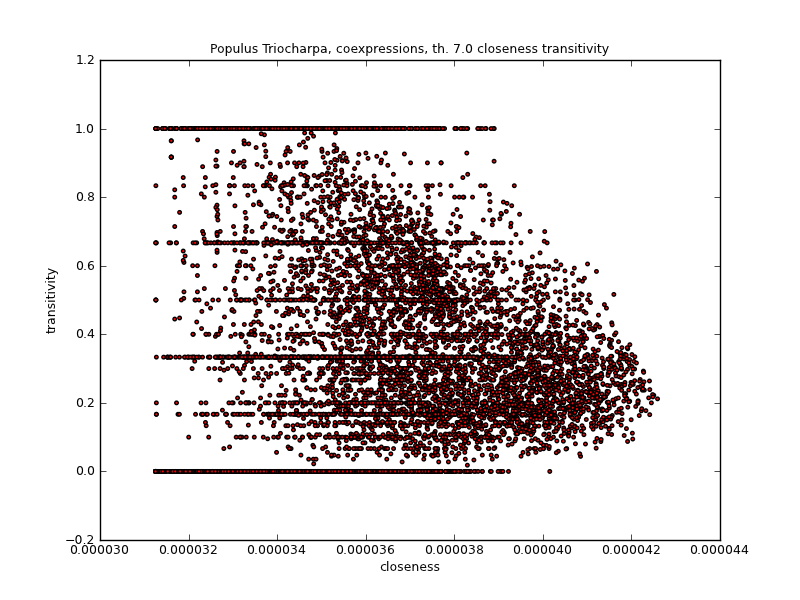 Populus Triocharpa, coexpressions, th. 7.0 closeness transitivity
1.2
1.0
0.8
0.6
0.4
0.2
0.0
−0.2
transitivity
0.000030 0.000032 0.000034 0.000036 0.000038 0.000040 0.000042 0.000044
closeness